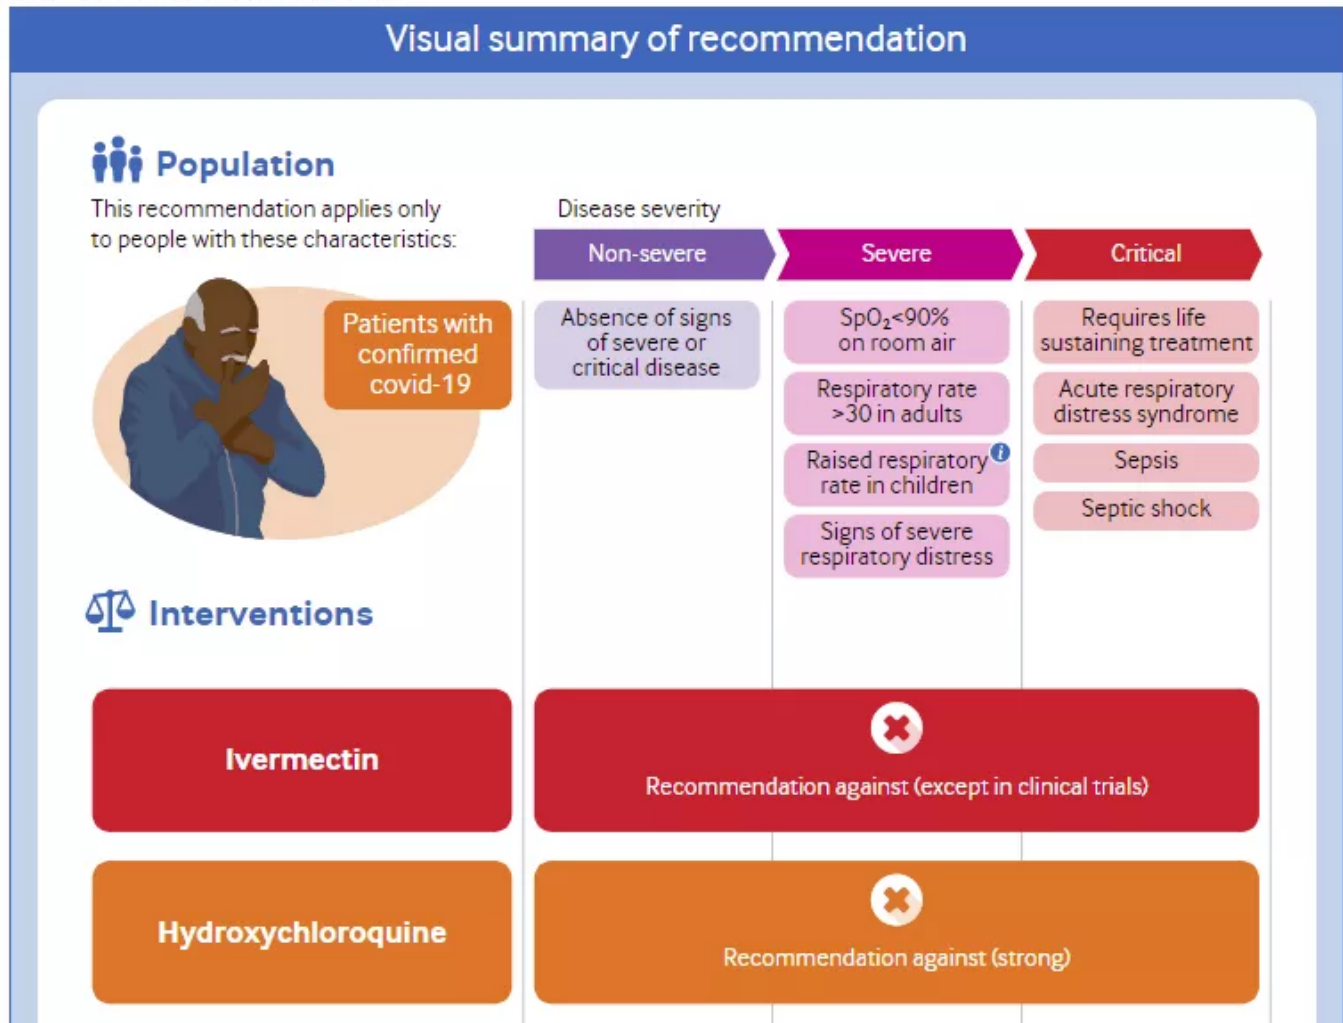 Visual summary of recommendation
Population
This recommendation applies only
to people with these characteristics:
Patients with
confirmed
covid-19
Disease severity
Non-severe
Severe
Critical
Absence of signs
of severe or
critical disease
SpO₂<90%
on room air
Respiratory rate
>30 in adults
Raised respiratory
rate in children
i
Signs of severe
respiratory distress
Requires life
sustaining treatment
Acute respiratory
distress syndrome
Sepsis
Septic shock
Interventions
Ivermectin
Recommendation against (except in clinical trials)
Hydroxychloroquine
Recommendation against (strong)